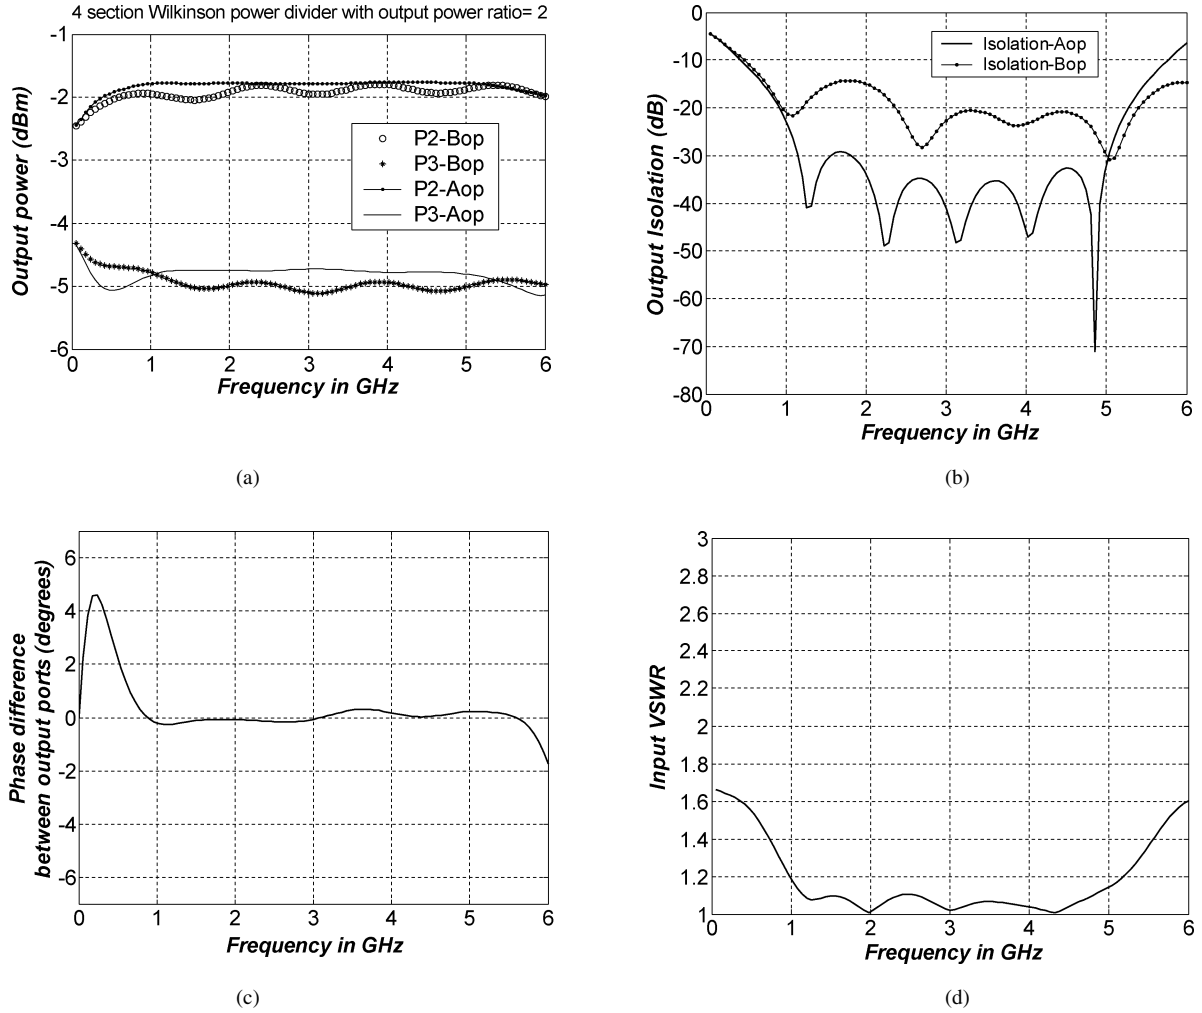 4 section Wilkinson power divider with output power ratio= 2
-1
-2
-3
-4
-5
-6
Output power (dBm)
P2-Bop
P3-Bop
P2-Aop
P3-Aop
0 1 2 3 4 5 6
Frequency in GHz
(a)
0
-10
-20
-30
-40
-50
-60
-70
-80
Output Isolation (dB)
Isolation-Aop
Isolation-Bop
0 1 2 3 4 5 6
Frequency in GHz
(b)
6
4
2
0
-2
-4
-6
Phase difference
between output ports (degrees)
0 1 2 3 4 5 6
Frequency in GHz
(c)
3
2.8
2.6
2.4
2.2
2
1.8
1.6
1.4
1.2
1
Input VSWR
0 1 2 3 4 5 6
Frequency in GHz
(d)